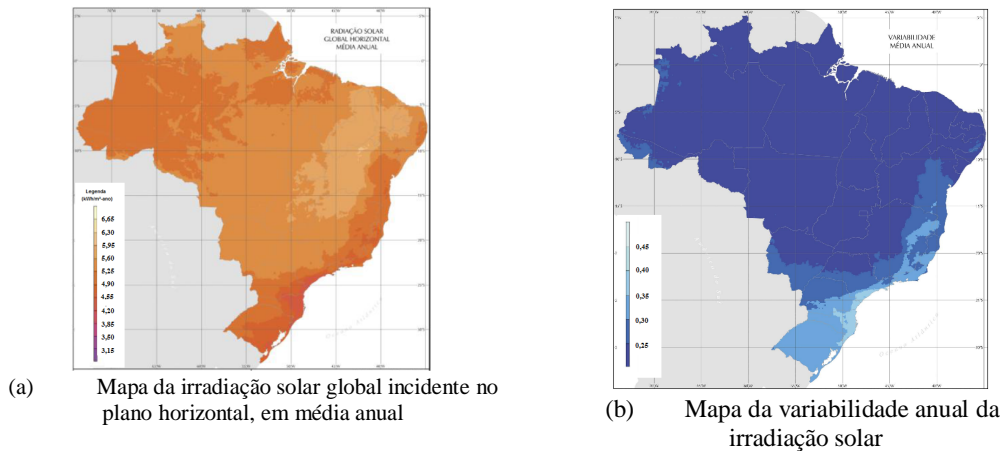 RADIAÇÃO SOLAR
GLOBAL HORIZONTAL
MÉDIA ANUAL
Legenda
(kWh/m²·ano)
6,65
6,30
5,95
5,60
5,25
4,90
4,55
4,20
3,85
3,50
3,15
(a) Mapa da irradiação solar global incidente no
plano horizontal, em média anual
VARIABILIDADE
MÉDIA ANUAL
0,45
0,40
0,35
0,30
0,25
(b) Mapa da variabilidade anual da
irradiação solar